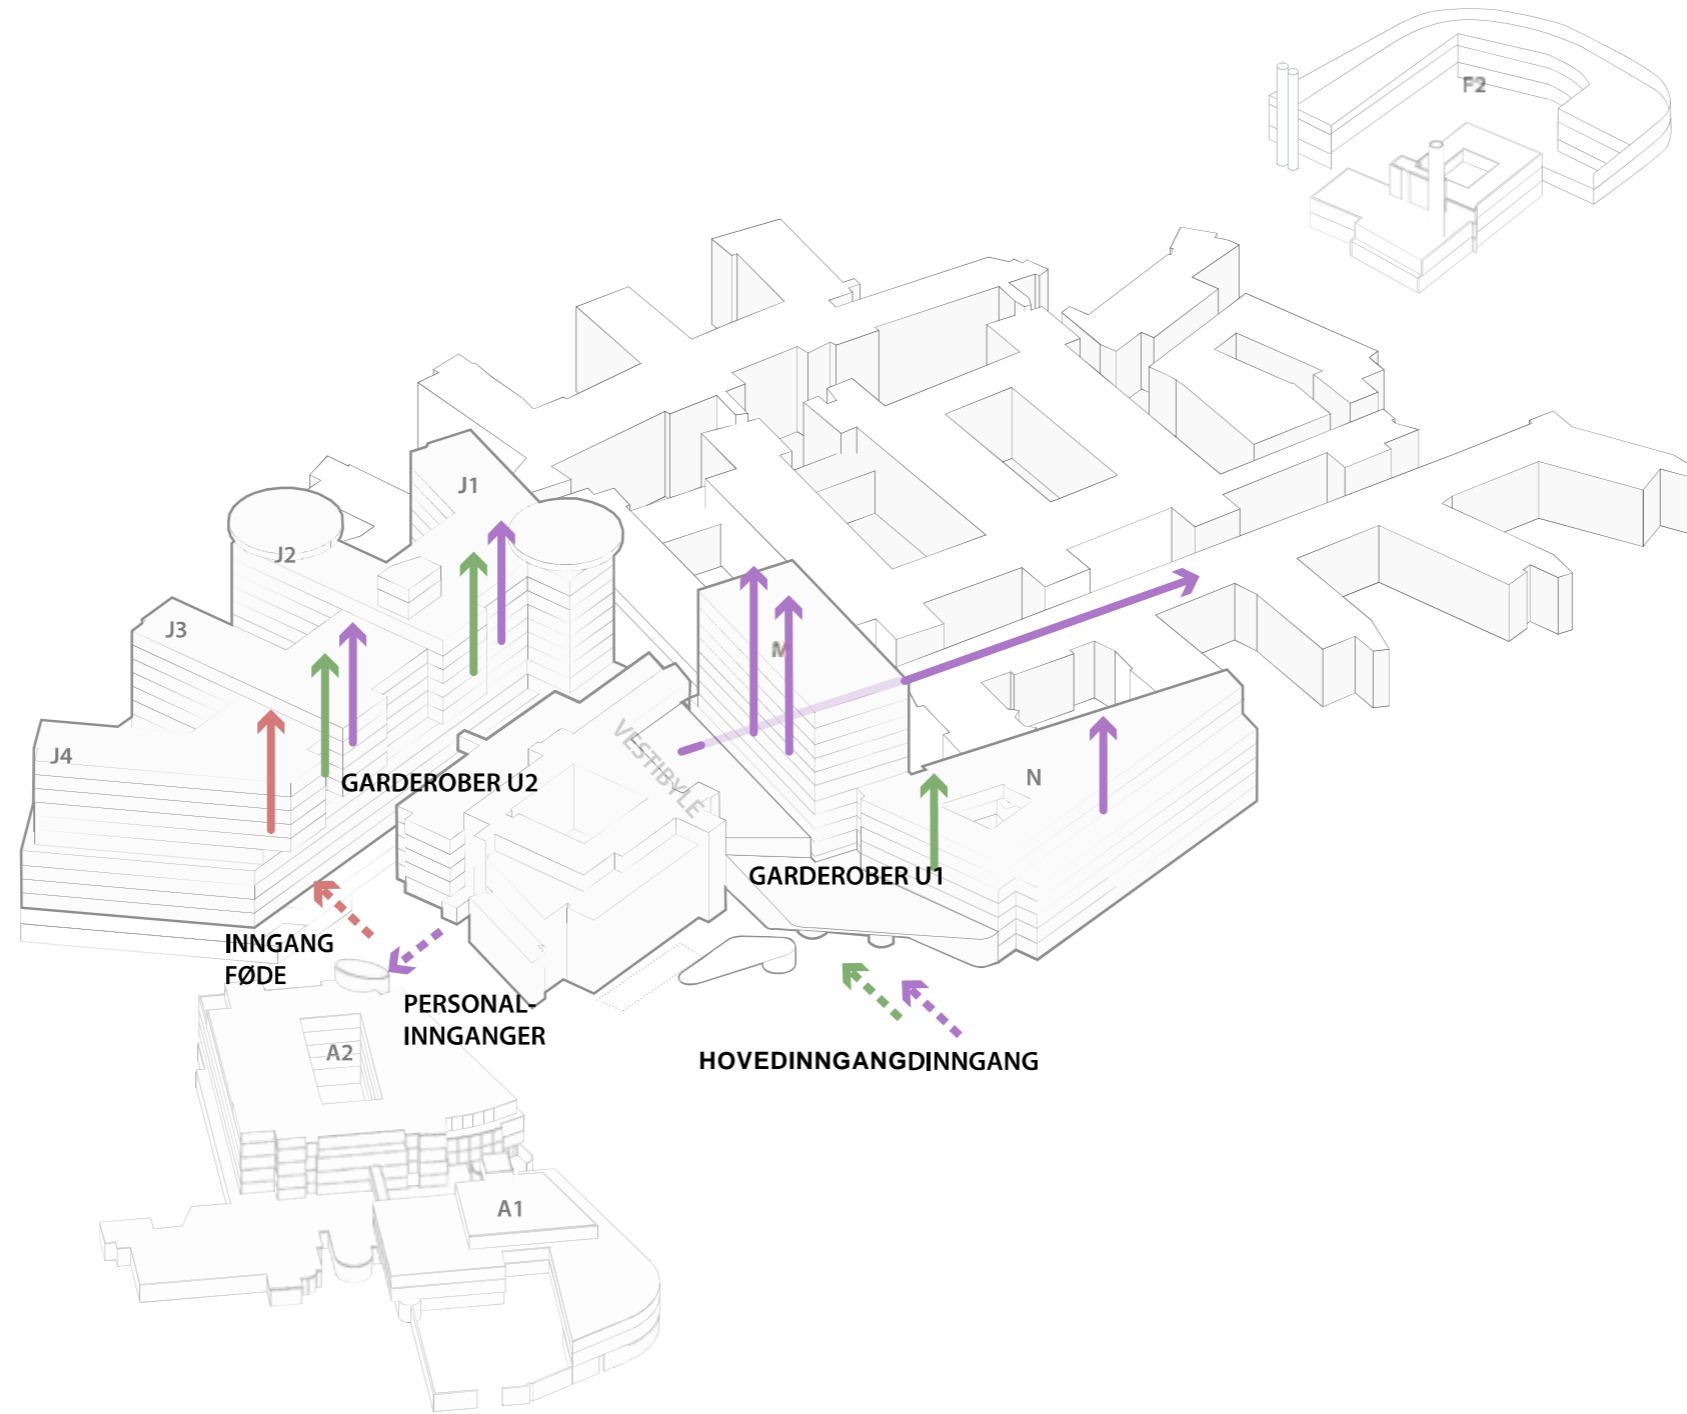 F2
J1
J2
J3
M
VESTIBYLE
J4
N
GARDEROBER U2
GARDEROBER U1
INNGANG
FØDE
PERSONAL-
INNGANGER
A2
HOVEDINNGANGDINNGANG
A1